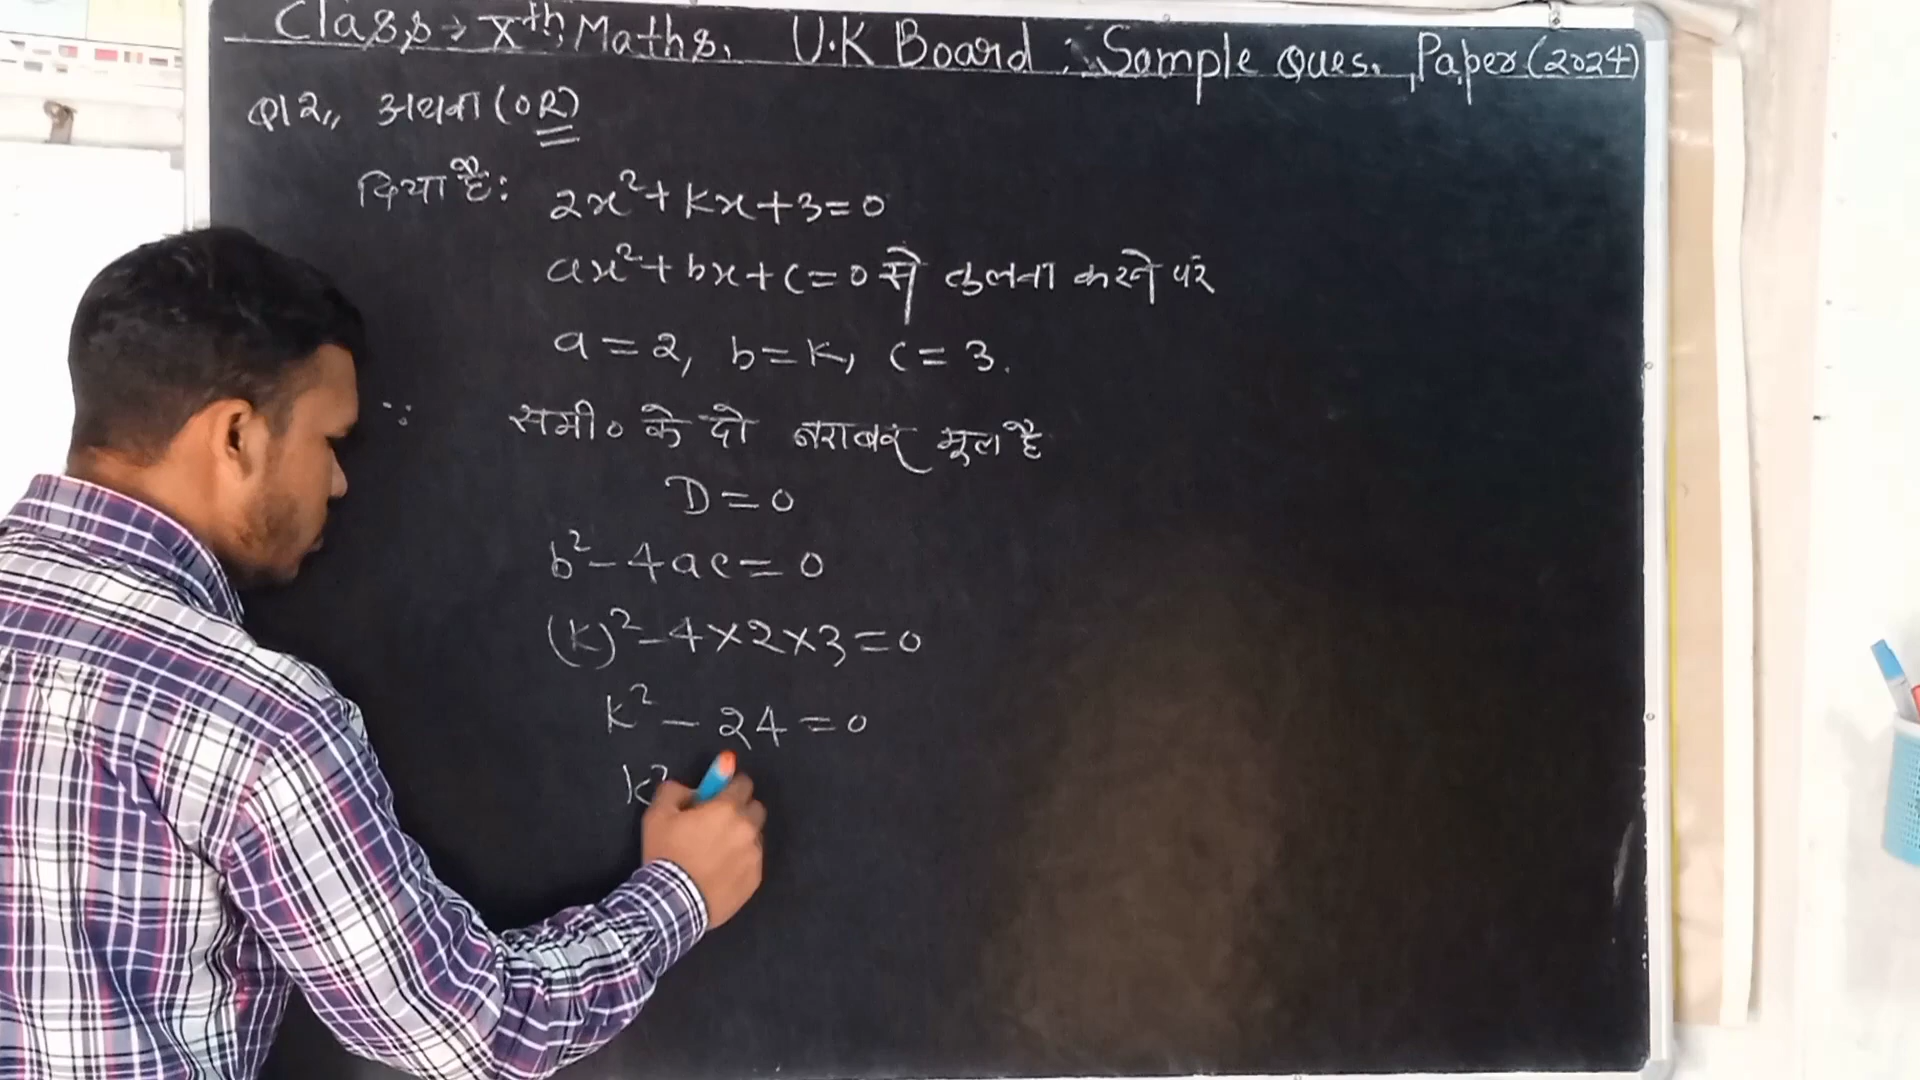 Class → Xth, Maths. U.K Board : Sample Ques. Paper (2024)
Q12,, अथवा (OR)
दिया है : 2x² + kx + 3 = 0
ax² + bx + c = 0 से तुलना करने पर
a = 2, b = k, c = 3.
∵ समी० के दो बराबर मूल है
D = 0
b² - 4ac = 0
(k)² - 4 × 2 × 3 = 0
k² - 24 = 0
k²